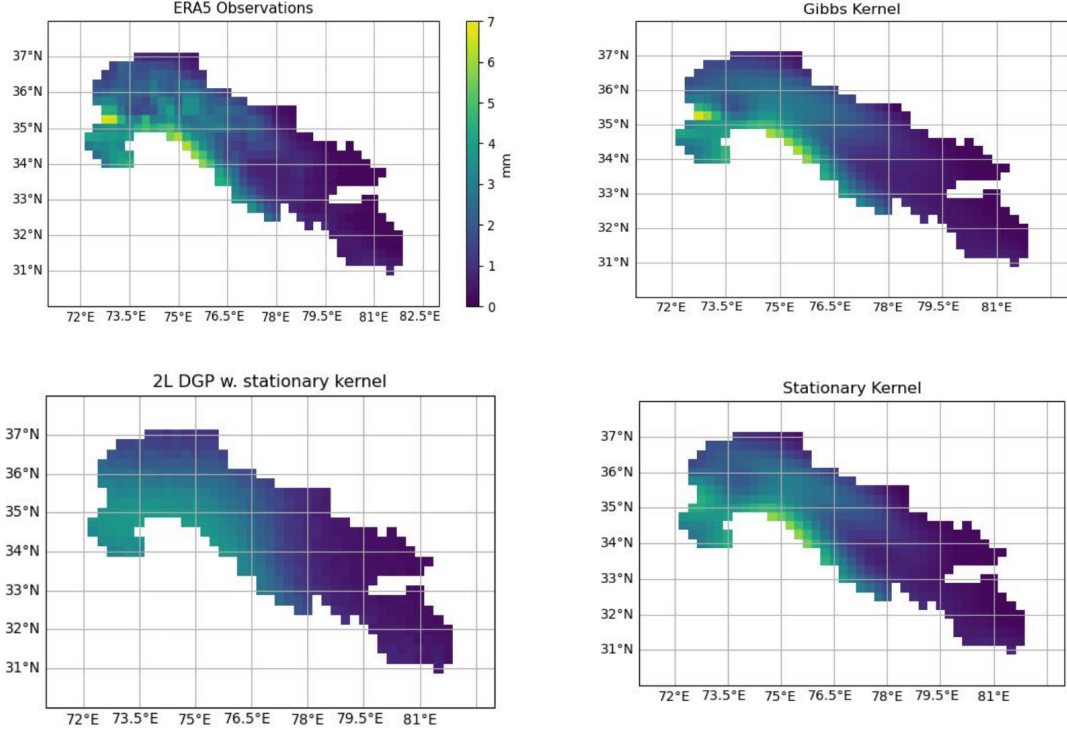 ERA5 Observations
7
6
5
4
3
2
1
0
mm
37°N
36°N
35°N
34°N
33°N
32°N
31°N
72°E 73.5°E 75°E 76.5°E 78°E 79.5°E 81°E 82.5°E
Gibbs Kernel
37°N
36°N
35°N
34°N
33°N
32°N
31°N
72°E 73.5°E 75°E 76.5°E 78°E 79.5°E 81°E
2L DGP w. stationary kernel
37°N
36°N
35°N
34°N
33°N
32°N
31°N
72°E 73.5°E 75°E 76.5°E 78°E 79.5°E 81°E
Stationary Kernel
37°N
36°N
35°N
34°N
33°N
32°N
31°N
72°E 73.5°E 75°E 76.5°E 78°E 79.5°E 81°E